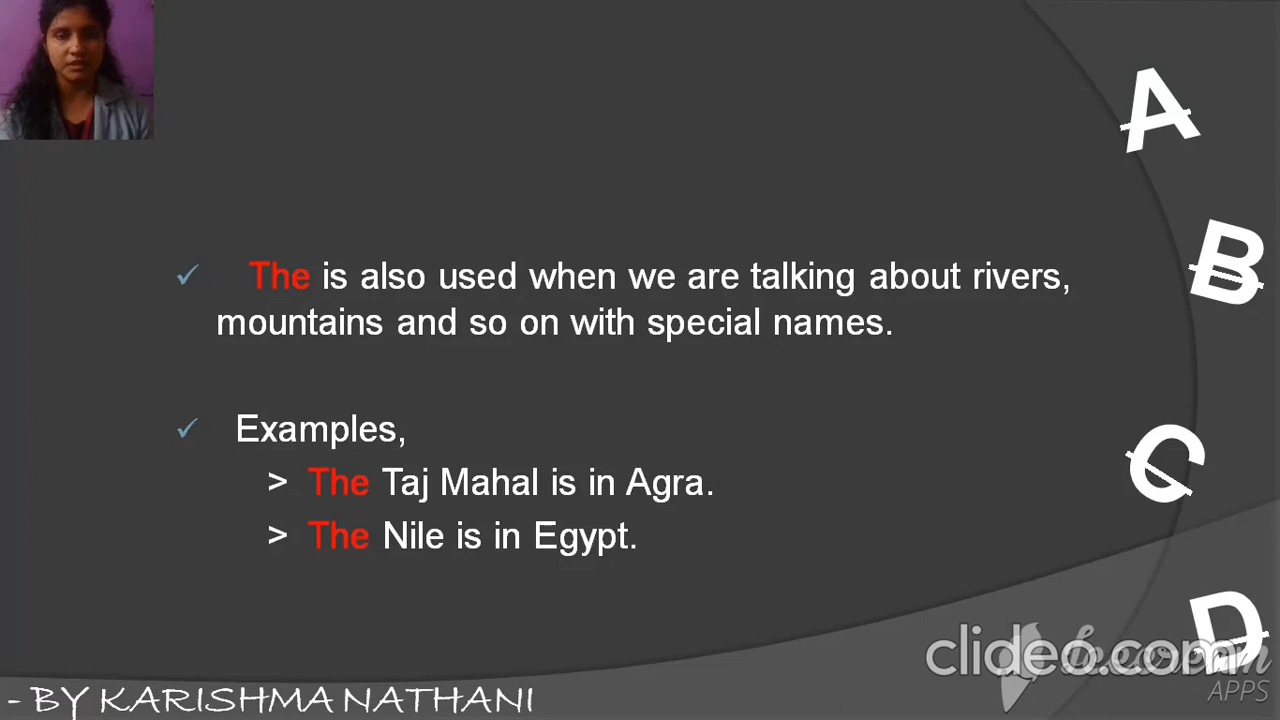 A
B
✓ The is also used when we are talking about rivers,
mountains and so on with special names.
✓ Examples,
C
> The Taj Mahal is in Agra.
> The Nile is in Egypt.
D
clideo.com
APPS
- BY KARISHMA NATHANI